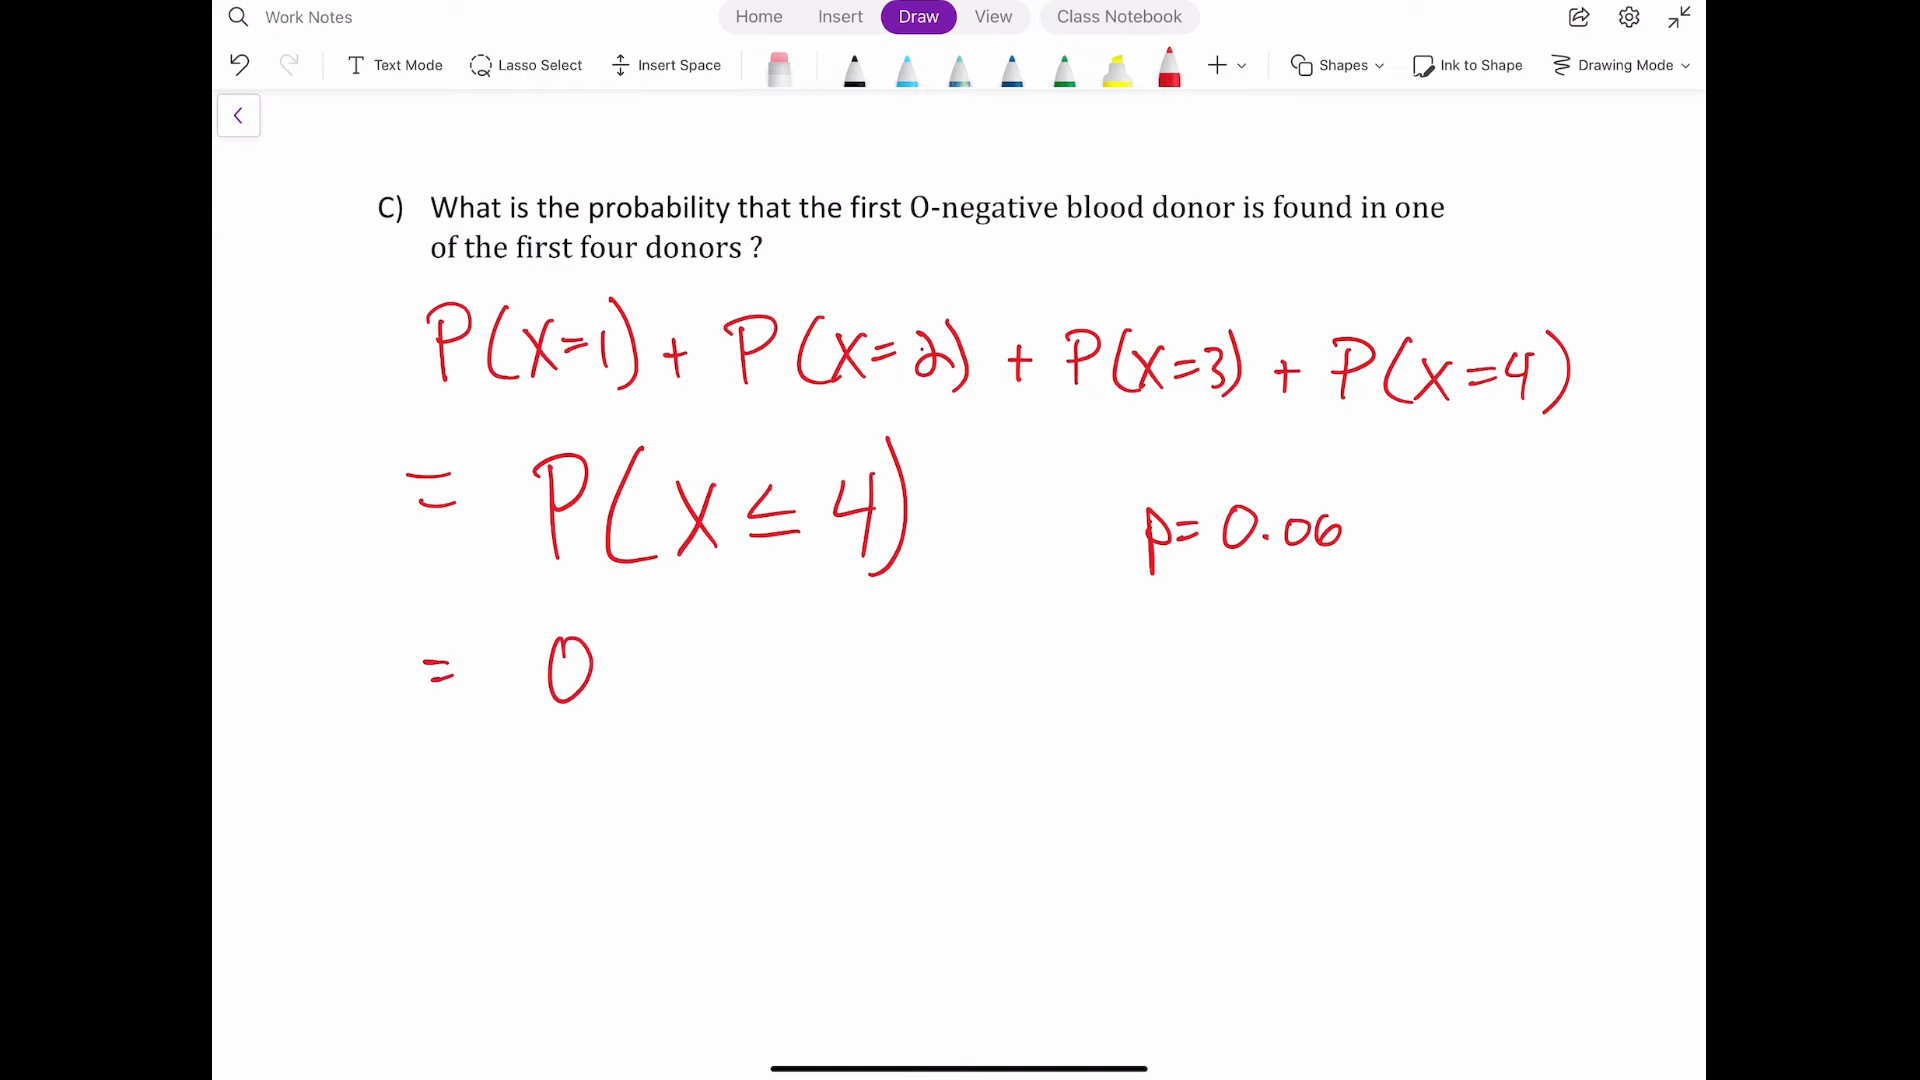 Work Notes
Home Insert Draw View Class Notebook
Text Mode Lasso Select Insert Space Shapes Ink to Shape Drawing Mode
C) What is the probability that the first O-negative blood donor is found in one
of the first four donors ?
P(X=1) + P(X=2) + P(X=3) + P(X=4)
= P(X ≤ 4) p= 0.06
= 0